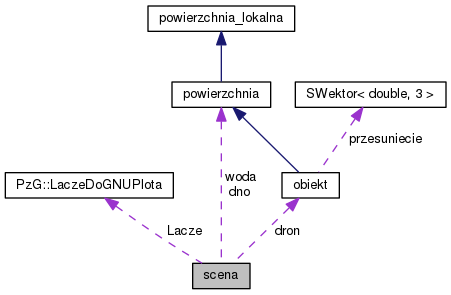 powierzchnia_lokalna
powierzchnia
SWektor< double, 3 >
przesuniecie
PzG::LaczeDoGNUPlota
woda
dno
obiekt
Lacze
dron
scena